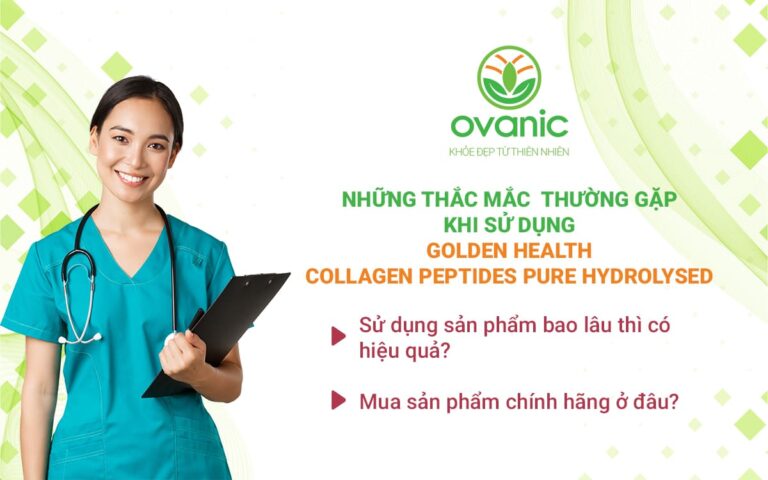 ovanic
KHỎE ĐẸP TỪ THIÊN NHIÊN
NHỮNG THẮC MẮC THƯỜNG GẶP
KHI SỬ DỤNG
GOLDEN HEALTH
COLLAGEN PEPTIDES PURE HYDROLYSED
Sử dụng sản phẩm bao lâu thì có
hiệu quả?
Mua sản phẩm chính hãng ở đâu?